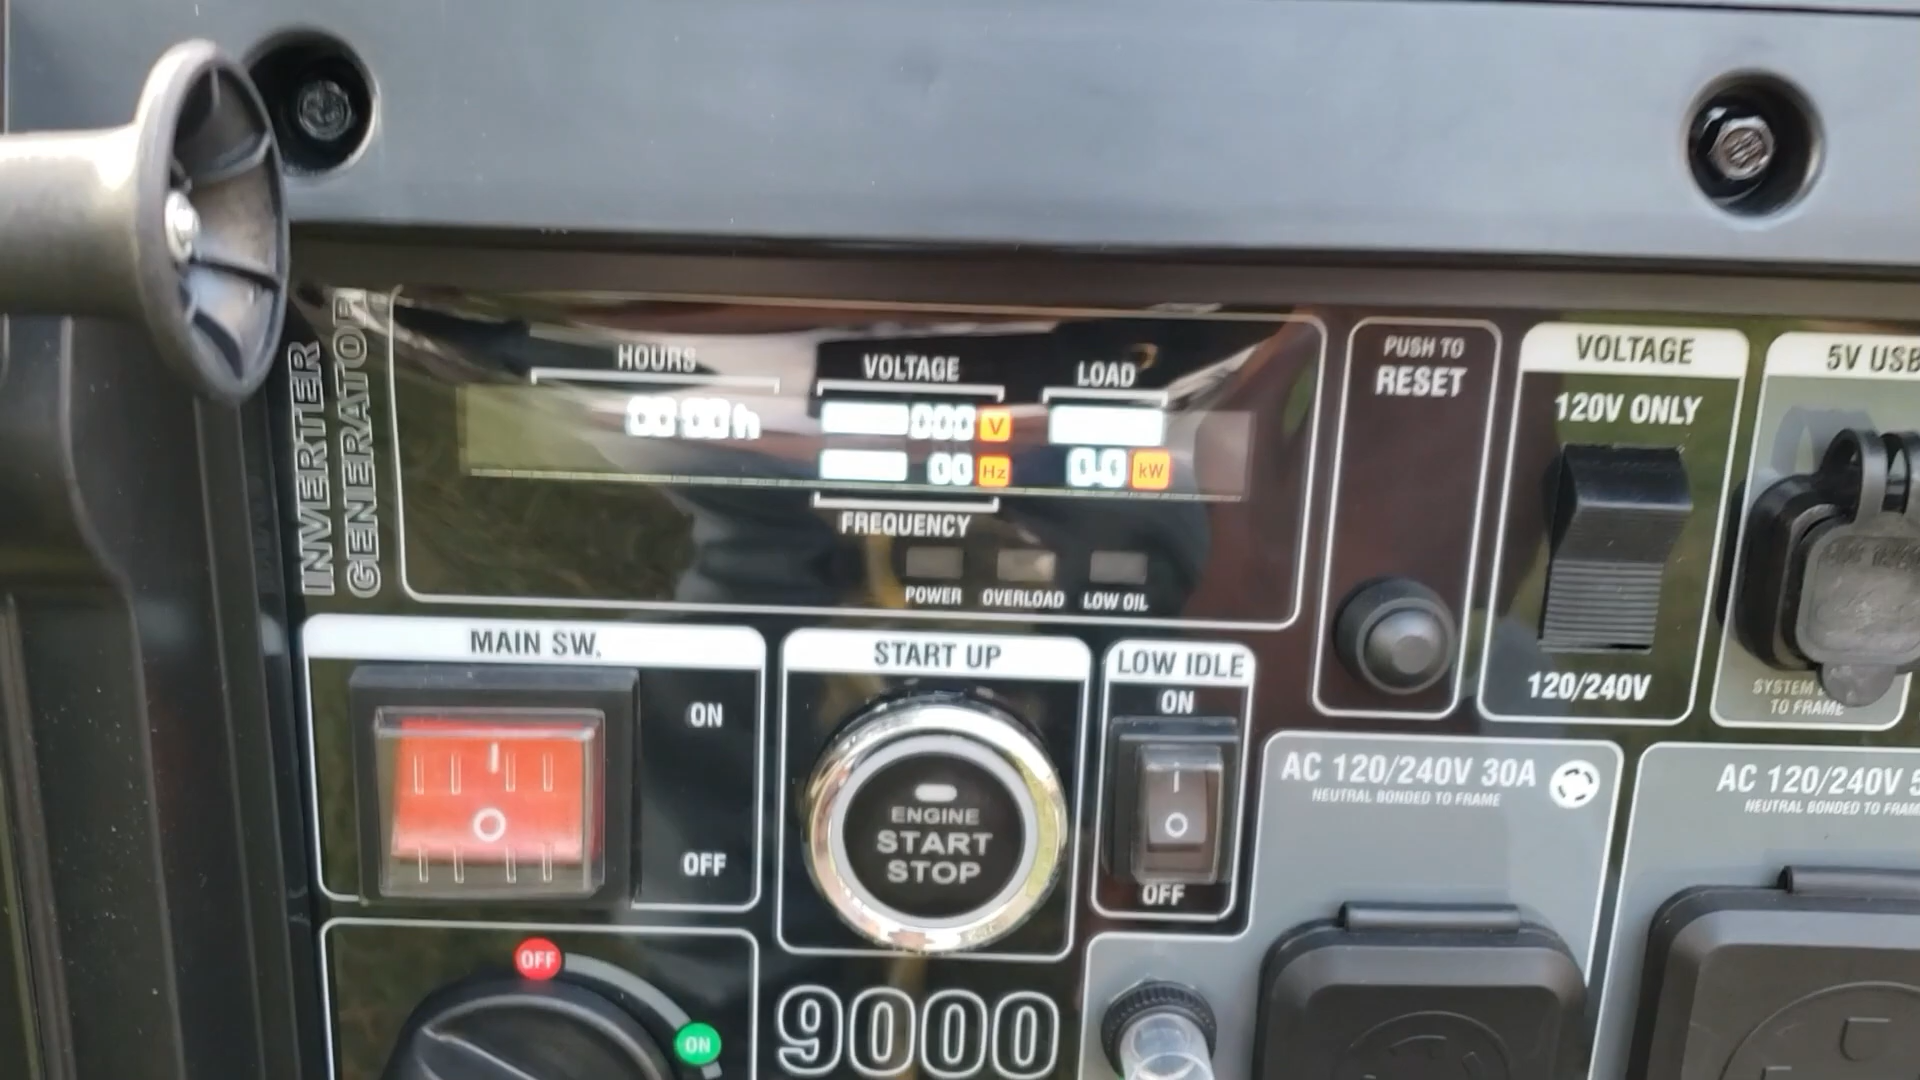 INVERTER
GENERATOR
HOURS
VOLTAGE
LOAD
00:00h
000 V
00 Hz
0.0 kW
FREQUENCY
POWER
OVERLOAD
LOW OIL
PUSH TO
RESET
VOLTAGE
120V ONLY
120/240V
5V USB
SYSTEM
TO FRAME
MAIN SW.
ON
OFF
START UP
ENGINE
START
STOP
LOW IDLE
ON
OFF
AC 120/240V 30A
NEUTRAL BONDED TO FRAME
AC 120/240V 5
NEUTRAL BONDED TO FRAM
OFF
ON
9000